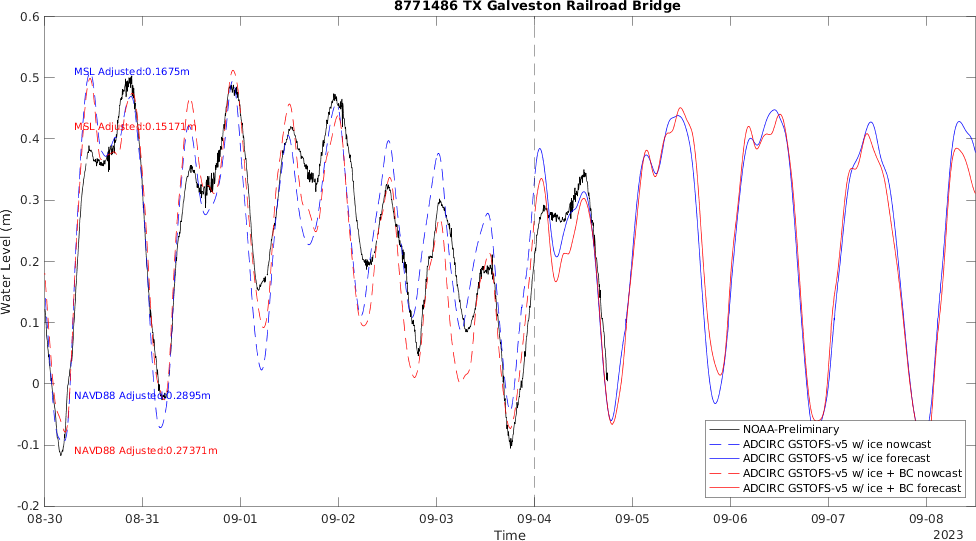 8771486 TX Galveston Railroad Bridge
0.6
0.5
0.4
0.3
0.2
0.1
0
-0.1
-0.2
Water Level (m)
MSL Adjusted:0.1675m
MSL Adjusted:0.15171m
NAVD88 Adjusted:0.2895m
NAVD88 Adjusted:0.27371m
NOAA-Preliminary
ADCIRC GSTOFS-v5 w/ ice nowcast
ADCIRC GSTOFS-v5 w/ ice forecast
ADCIRC GSTOFS-v5 w/ ice + BC nowcast
ADCIRC GSTOFS-v5 w/ ice + BC forecast
08-30 08-31 09-01 09-02 09-03 09-04 09-05 09-06 09-07 09-08
Time
2023